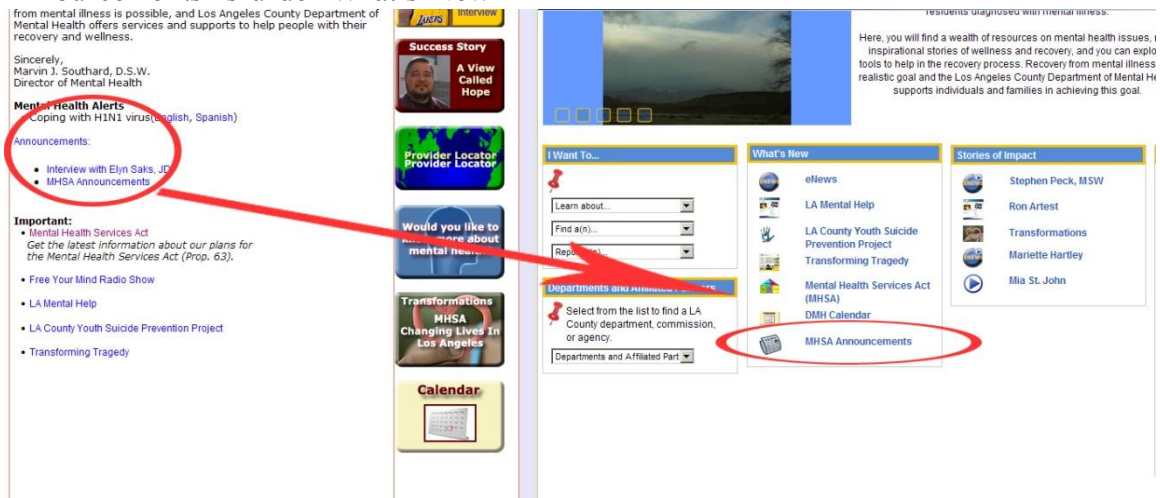 from mental illness is possible, and Los Angeles County Department of
Mental Health offers services and supports to help people with their
recovery and wellness.
Sincerely,
Marvin J. Southard, D.S.W.
Director of Mental Health
Mental Health Alerts
Coping with H1N1 virus(English, Spanish)
Announcements:
• Interview with Elyn Saks, JD
• MHSA Announcements
Important:
• Mental Health Services Act
Get the latest information about our plans for
the Mental Health Services Act (Prop. 63).
• Free Your Mind Radio Show
• LA Mental Help
• LA County Youth Suicide Prevention Project
• Transforming Tragedy
LAKERS
Interview
Success Story
A View
Called
Hope
Provider Locator
Provider Locator
Would you like to
know more about
mental health
Transformations
MHSA
Changing Lives In
Los Angeles
Calendar
residents diagnosed with mental illness.
Here, you will find a wealth of resources on mental health issues,
inspirational stories of wellness and recovery, and you can explo
tools to help in the recovery process. Recovery from mental illness
realistic goal and the Los Angeles County Department of Mental He
supports individuals and families in achieving this goal.
I Want To...
Learn about...
Find a(n)...
Departments and Affiliated Partners
Select from the list to find a LA
County department, commission,
or agency.
Departments and Affiliated Part
What's New
eNews
LA Mental Help
LA County Youth Suicide
Prevention Project
Transforming Tragedy
Mental Health Services Act
(MHSA)
DMH Calendar
MHSA Announcements
Stories of Impact
Stephen Peck, MSW
Ron Artest
Transformations
Mariette Hartley
Mia St. John